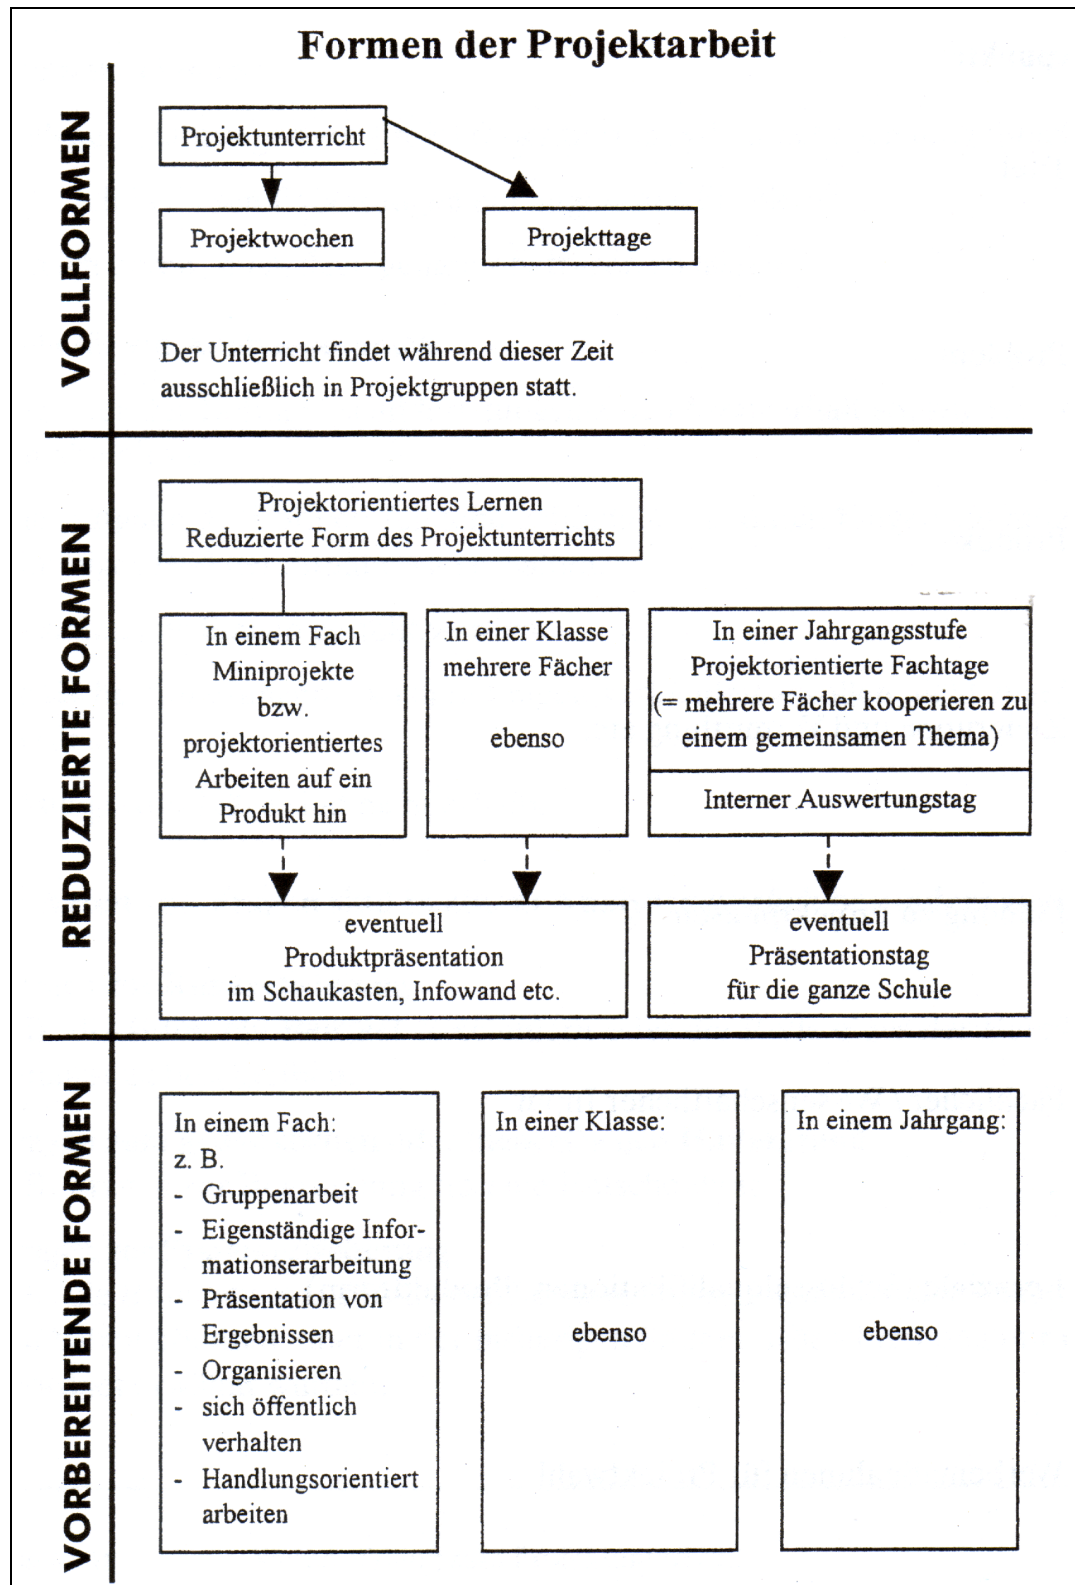 Formen der Projektarbeit
VOLLFORMEN
Projektunterricht
Projektwochen
Projekttage
Der Unterricht findet während dieser Zeit
ausschließlich in Projektgruppen statt.
REDUZIERTE FORMEN
Projektorientiertes Lernen
Reduzierte Form des Projektunterrichts
In einem Fach
Miniprojekte
bzw.
projektorientiertes
Arbeiten auf ein
Produkt hin
In einer Klasse
mehrere Fächer
ebenso
In einer Jahrgangsstufe
Projektorientierte Fachtage
(= mehrere Fächer kooperieren zu
einem gemeinsamen Thema)
Interner Auswertungstag
eventuell
Produktpräsentation
im Schaukasten, Infowand etc.
eventuell
Präsentationstag
für die ganze Schule
VORBEREITENDE FORMEN
In einem Fach:
z. B.
- Gruppenarbeit
- Eigenständige Infor-
mationserarbeitung
- Präsentation von
Ergebnissen
- Organisieren
- sich öffentlich
verhalten
- Handlungsorientiert
arbeiten
In einer Klasse:
ebenso
In einem Jahrgang:
ebenso